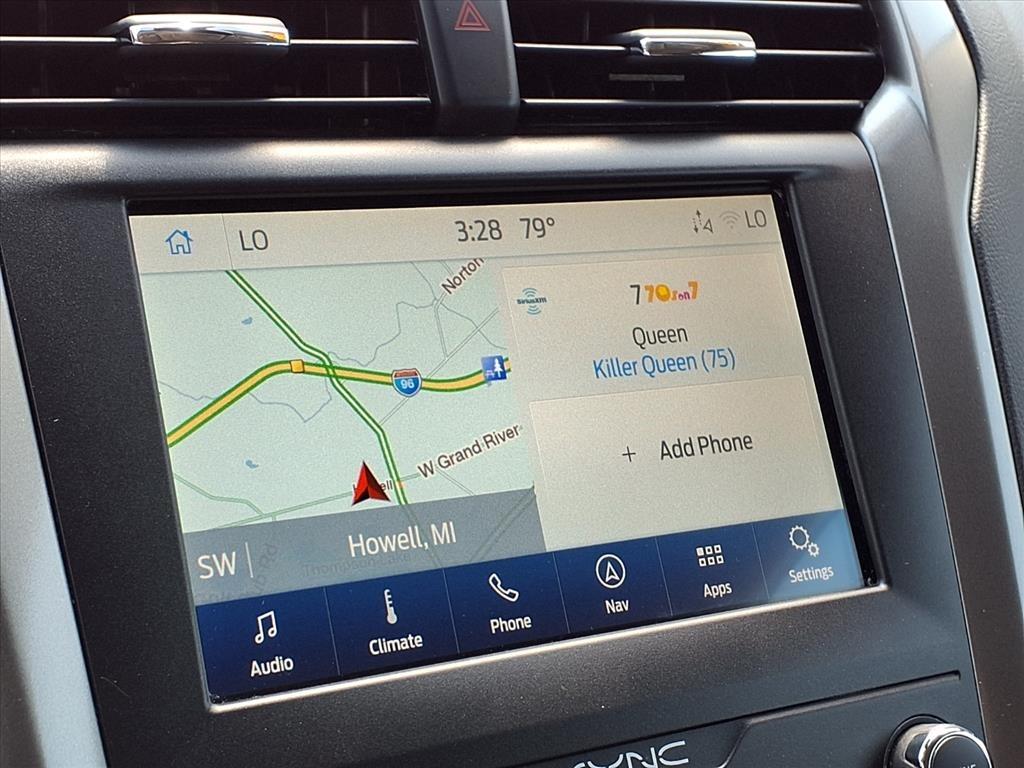 LO
3:28 79°
LO
Norton
SiriusXM
7 70s on 7
Queen
Killer Queen (75)
96
+ Add Phone
W Grand River
SW
Howell, MI
Audio
Climate
Phone
Nav
Apps
Settings
SYNC